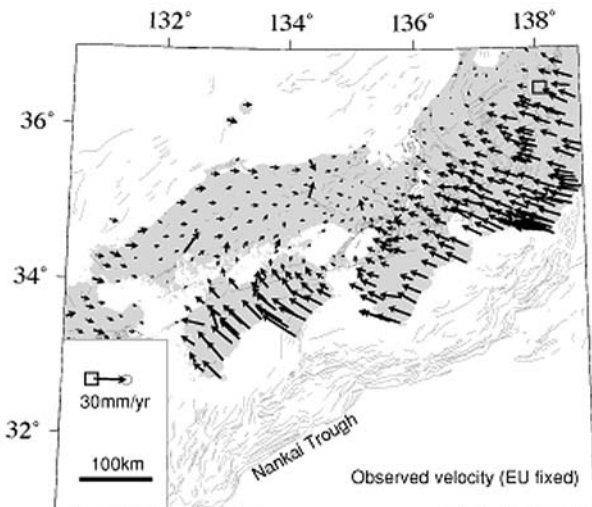 132° 134° 136° 138°
36°
34°
32°
30mm/yr
100km
Nankai Trough
Observed velocity (EU fixed)